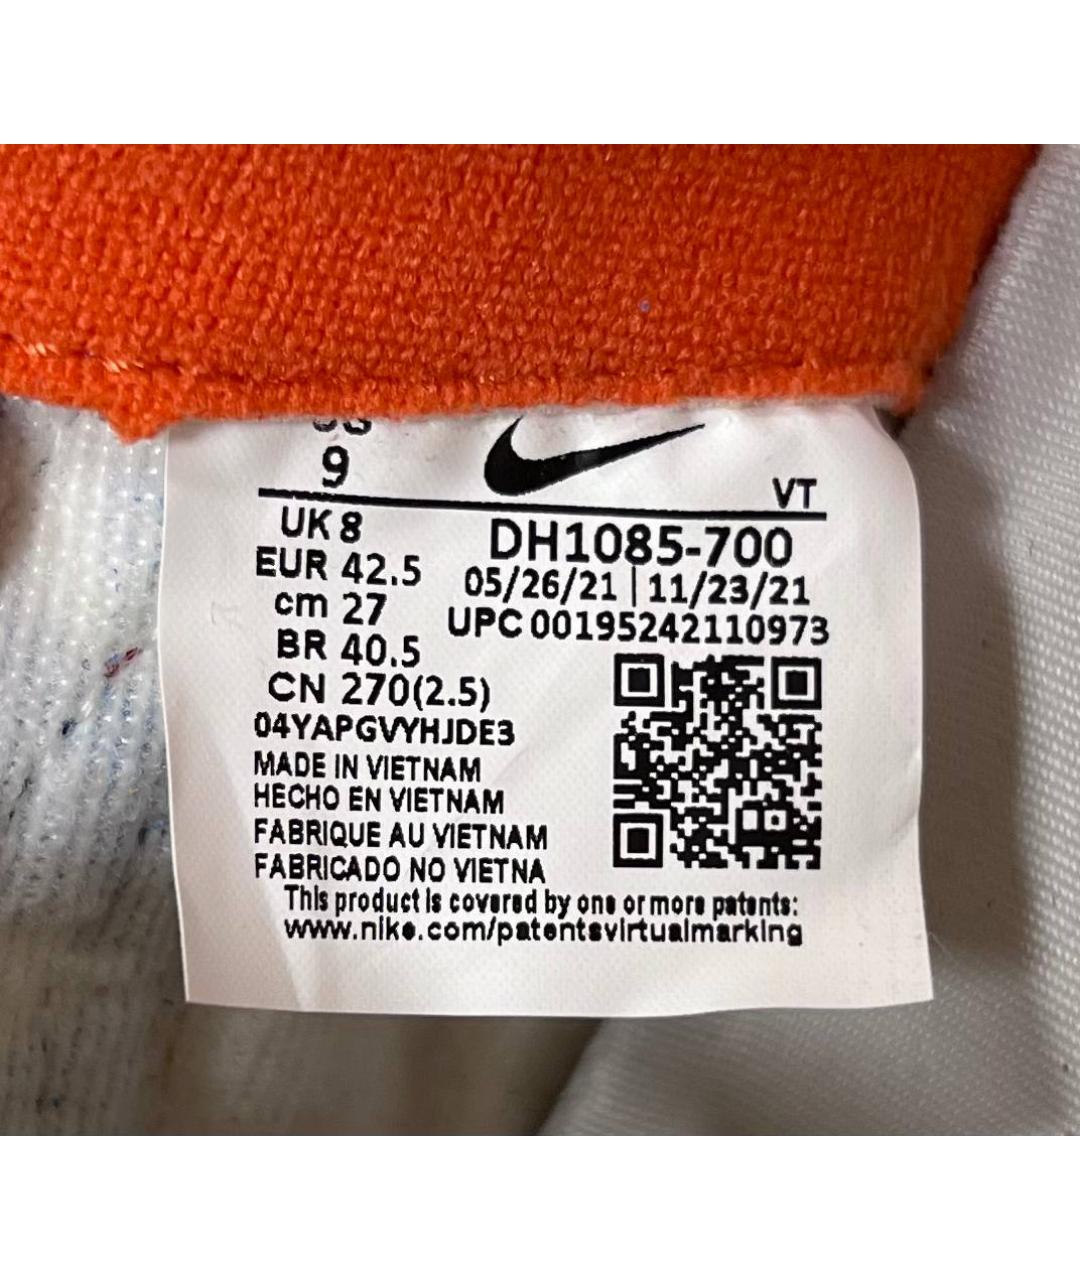 US
9
VT
UK 8
DH1085-700
EUR 42.5
05/26/21 | 11/23/21
cm 27
UPC 00195242110973
BR 40.5
CN 270(2.5)
04YAPGVYHJDE3
MADE IN VIETNAM
HECHO EN VIETNAM
FABRIQUE AU VIETNAM
FABRICADO NO VIETNA
This product is covered by one or more patents:
www.nike.com/patentsvirtualmarking